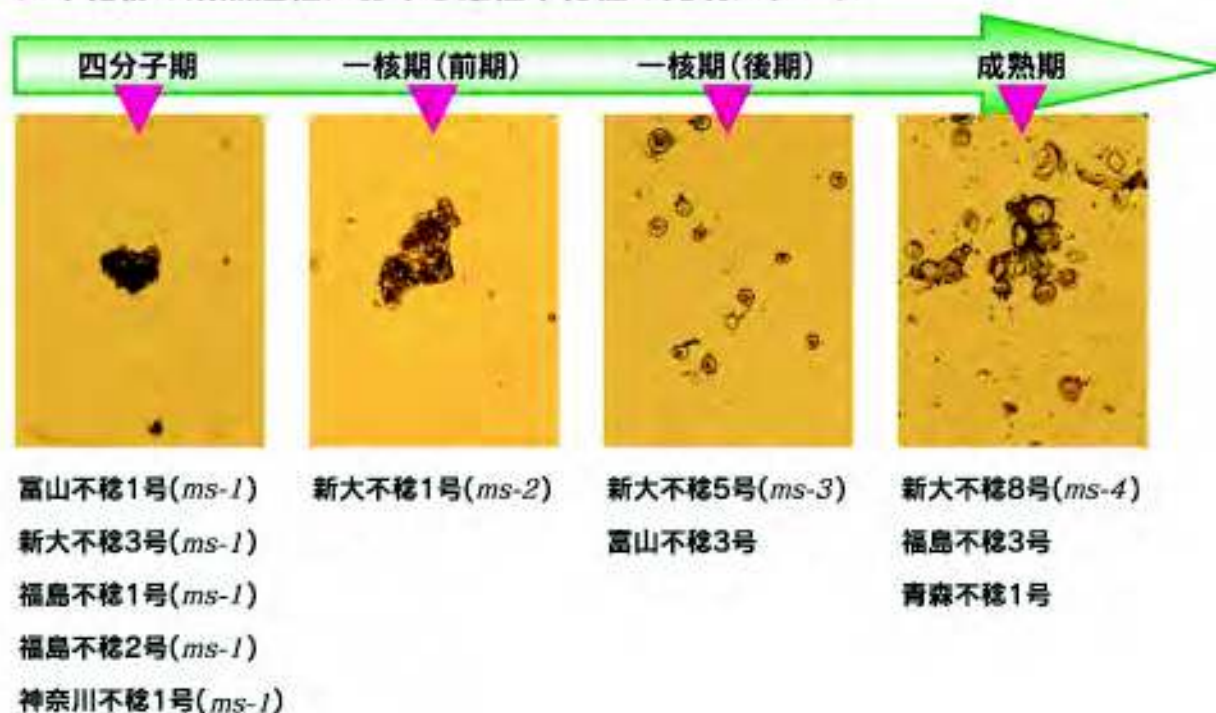 四分子期
一核期(前期)
一核期(後期)
成熟期
富山不稔1号(ms-1)
新大不稔3号(ms-1)
福島不稔1号(ms-1)
福島不稔2号(ms-1)
神奈川不稔1号(ms-1)
新大不稔1号(ms-2)
新大不稔5号(ms-3)
富山不稔3号
新大不稔8号(ms-4)
福島不稔3号
青森不稔1号